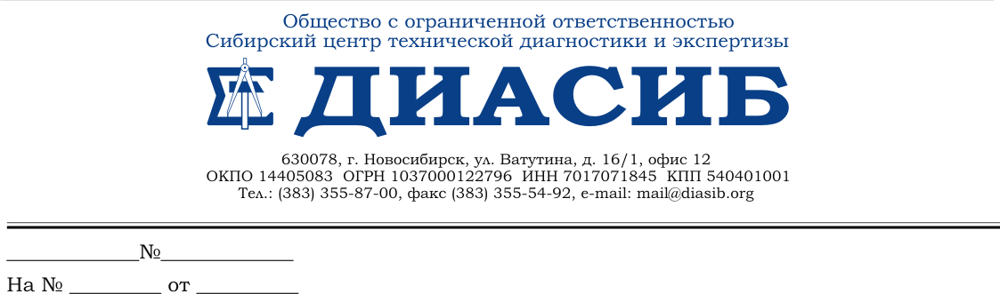 Общество с ограниченной ответственностью
Сибирский центр технической диагностики и экспертизы
ДИАСИБ
630078, г. Новосибирск, ул. Ватутина, д. 16/1, офис 12
ОКПО 14405083 ОГРН 1037000122796 ИНН 7017071845 КПП 540401001
Тел.: (383) 355-87-00, факс (383) 355-54-92, e-mail: mail@diasib.org
_____________№_____________
На № _________ от __________